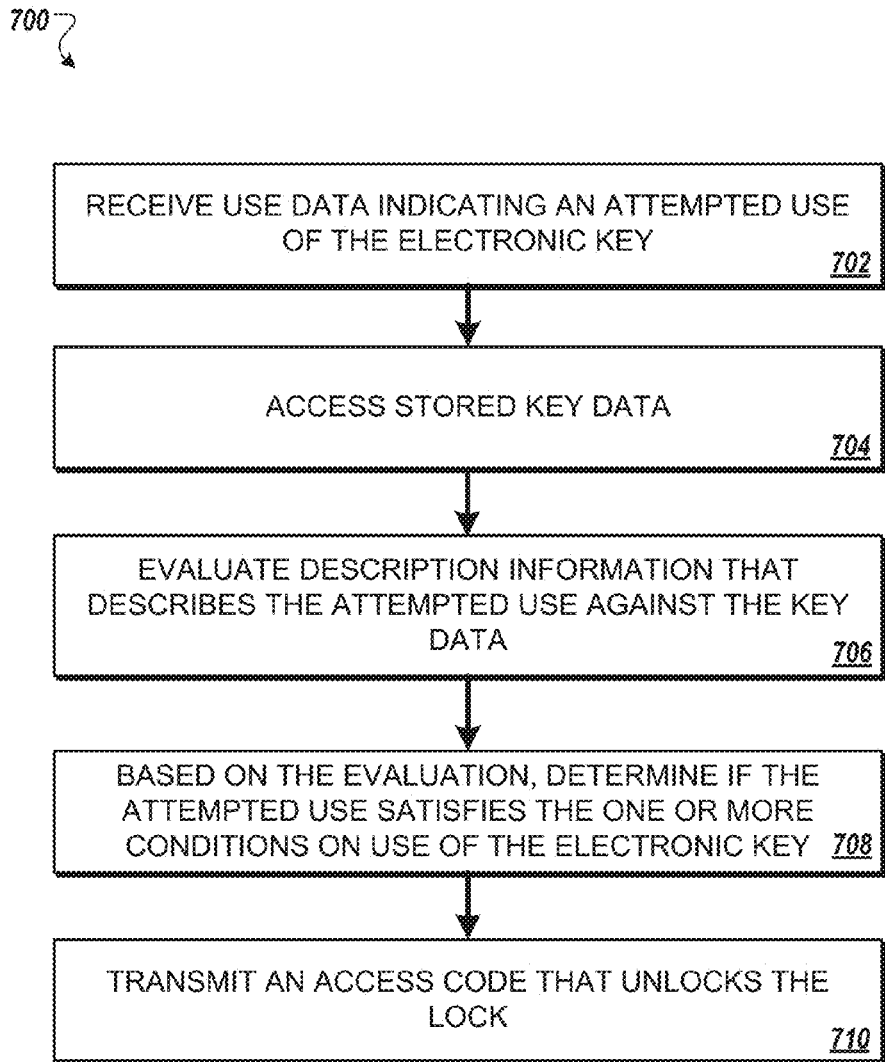 700
RECEIVE USE DATA INDICATING AN ATTEMPTED USE
OF THE ELECTRONIC KEY
702
ACCESS STORED KEY DATA
704
EVALUATE DESCRIPTION INFORMATION THAT
DESCRIBES THE ATTEMPTED USE AGAINST THE KEY
DATA
706
BASED ON THE EVALUATION, DETERMINE IF THE
ATTEMPTED USE SATISFIES THE ONE OR MORE
CONDITIONS ON USE OF THE ELECTRONIC KEY 708
TRANSMIT AN ACCESS CODE THAT UNLOCKS THE
LOCK
710